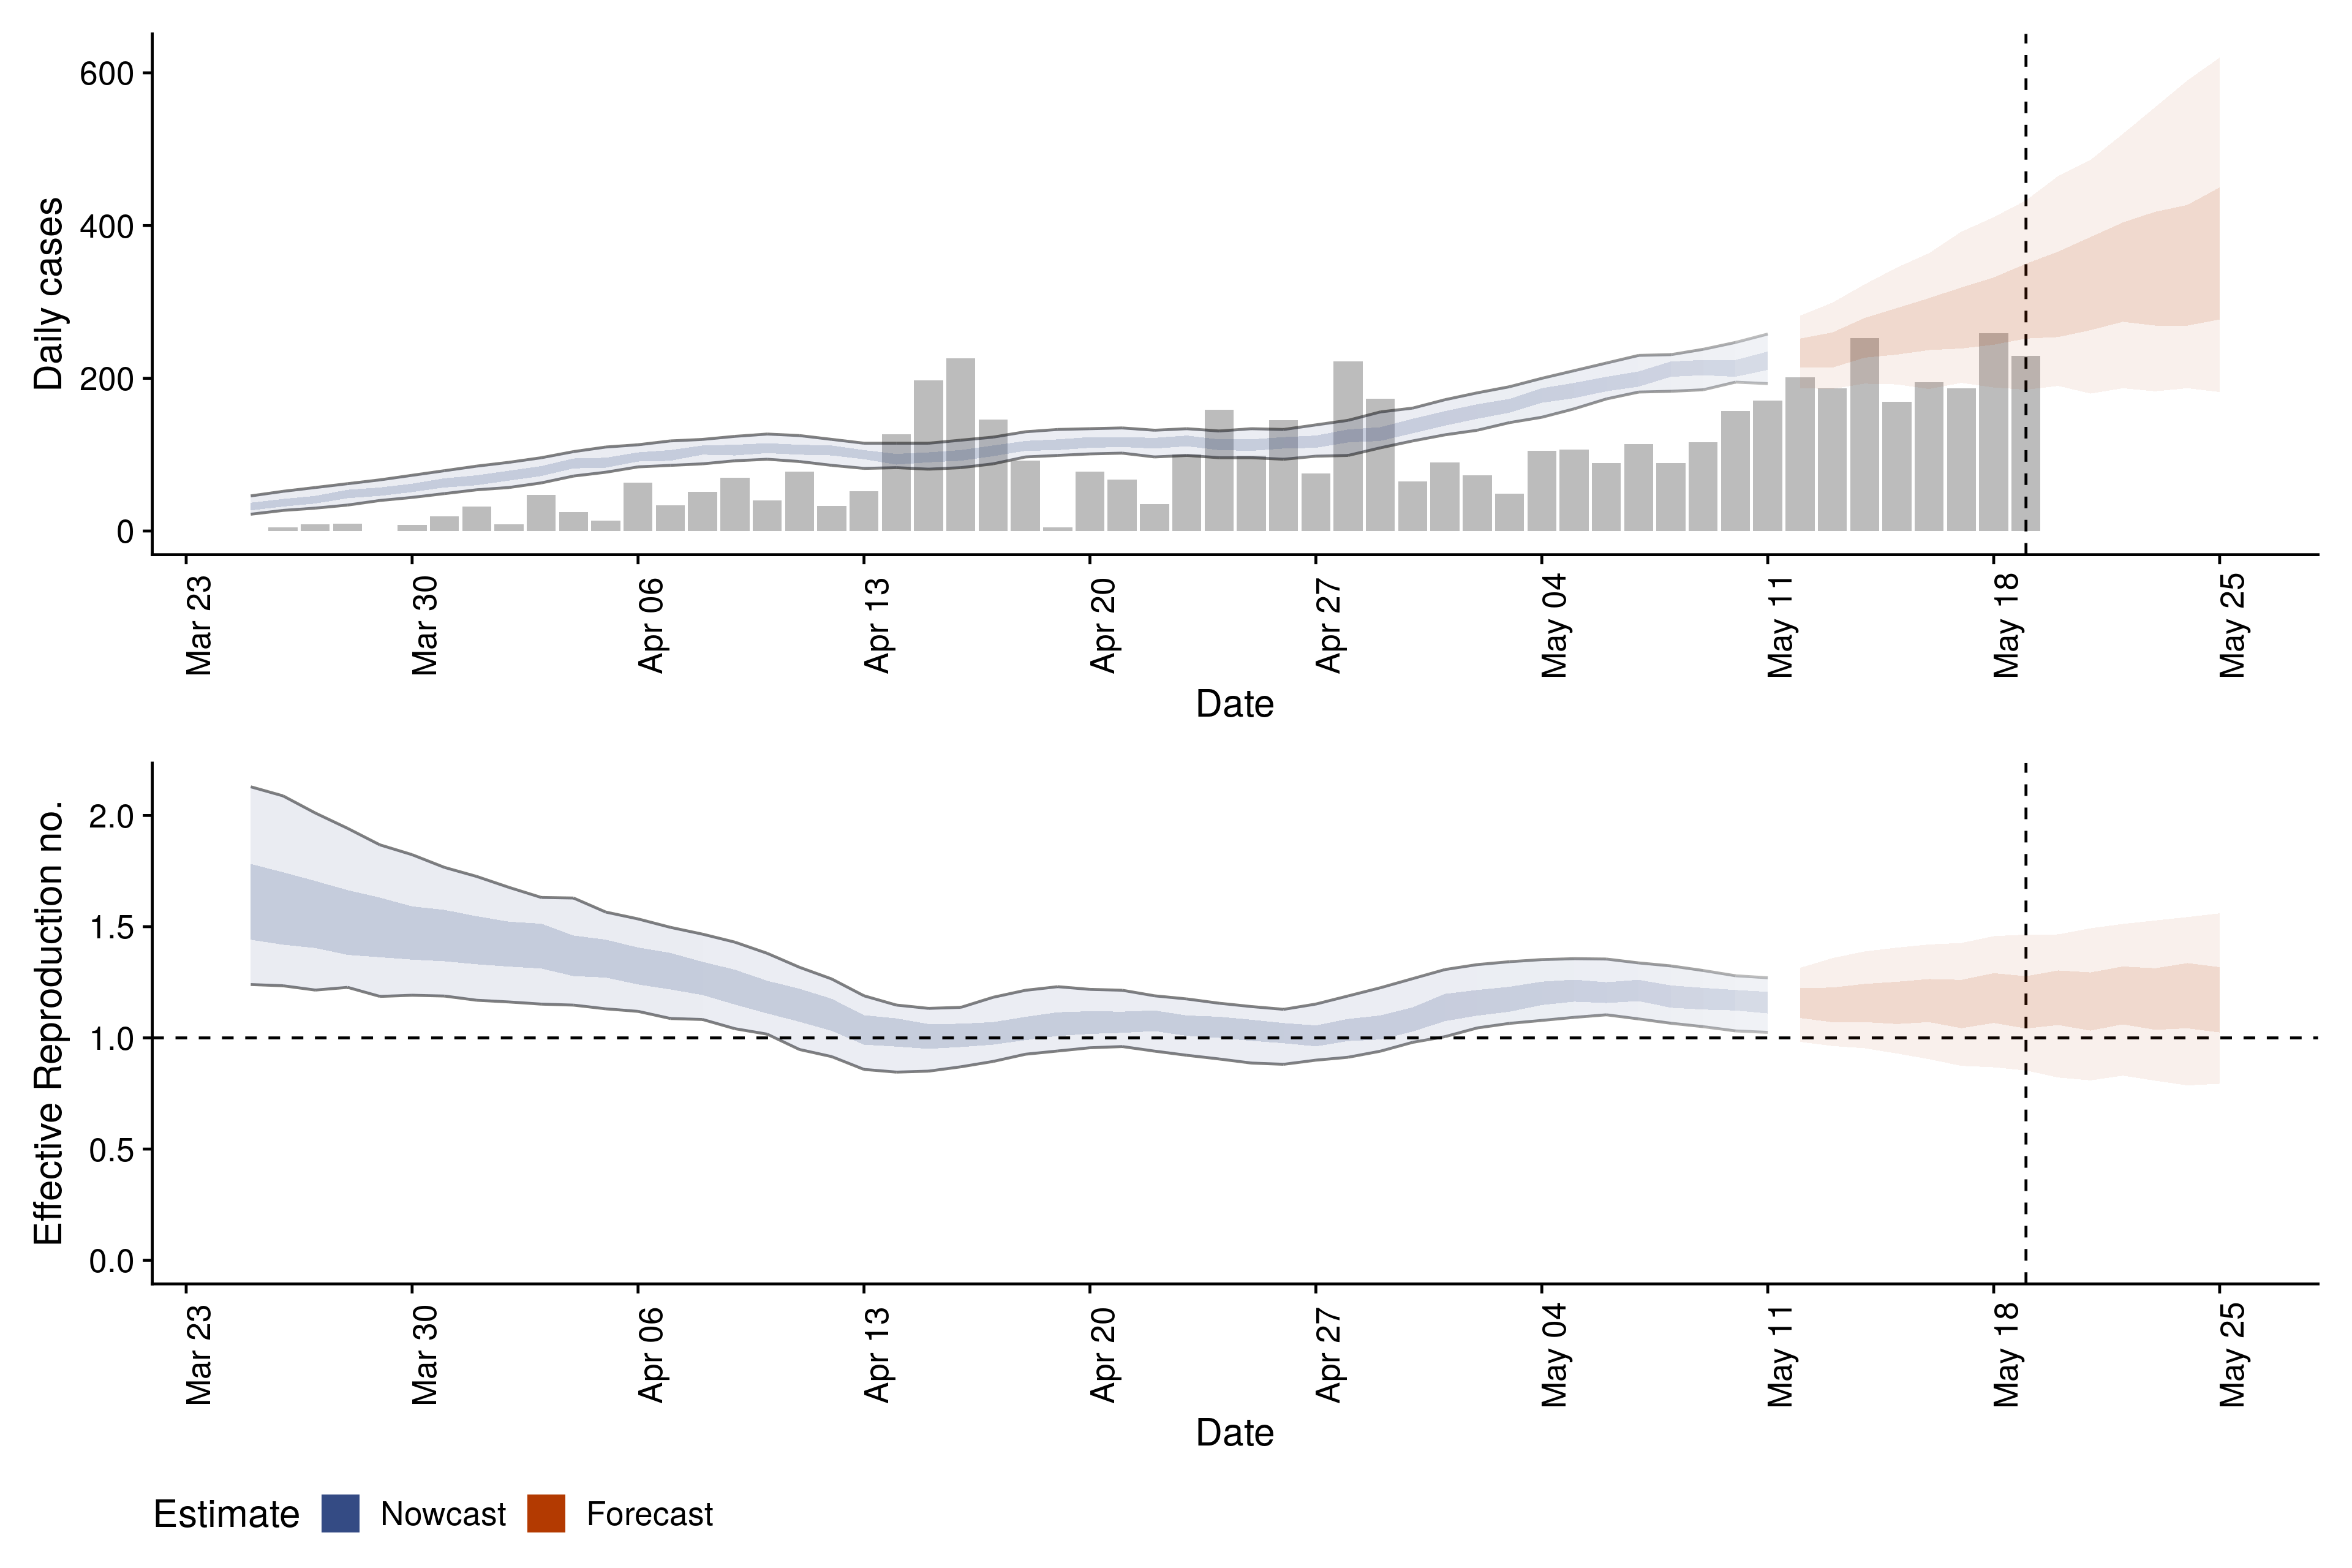 Daily cases
600
400
200
0
Mar 23
Mar 30
Apr 06
Apr 13
Apr 20
Apr 27
May 04
May 11
May 18
May 25
Date
Effective Reproduction no.
2.0
1.5
1.0
0.5
0.0
Mar 23
Mar 30
Apr 06
Apr 13
Apr 20
Apr 27
May 04
May 11
May 18
May 25
Date
Estimate Nowcast Forecast